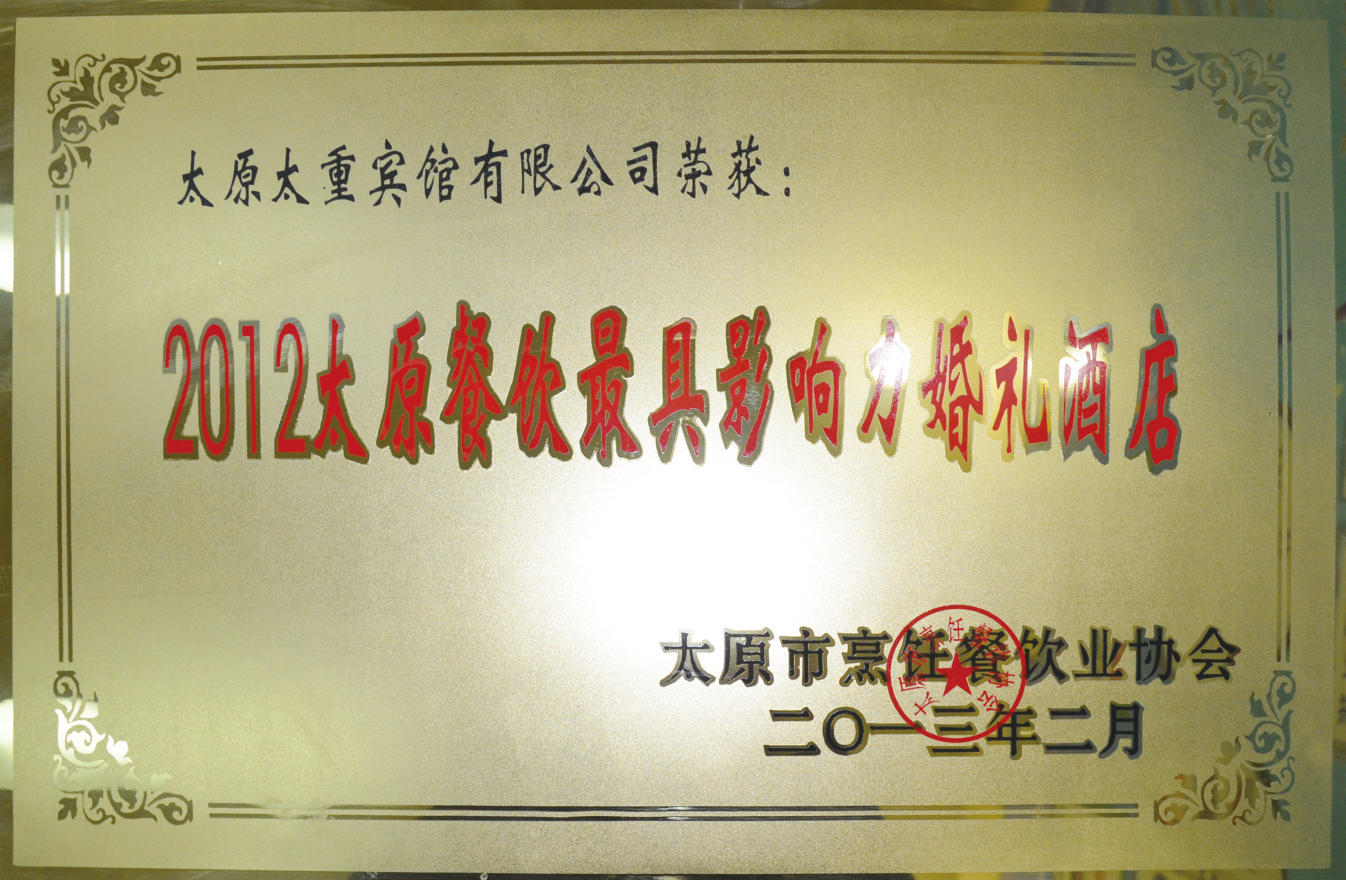 太原太重宾馆有限公司荣获：
2012太原餐饮最具影响力婚礼酒店
太原市烹饪餐饮业协会
二〇一三年二月